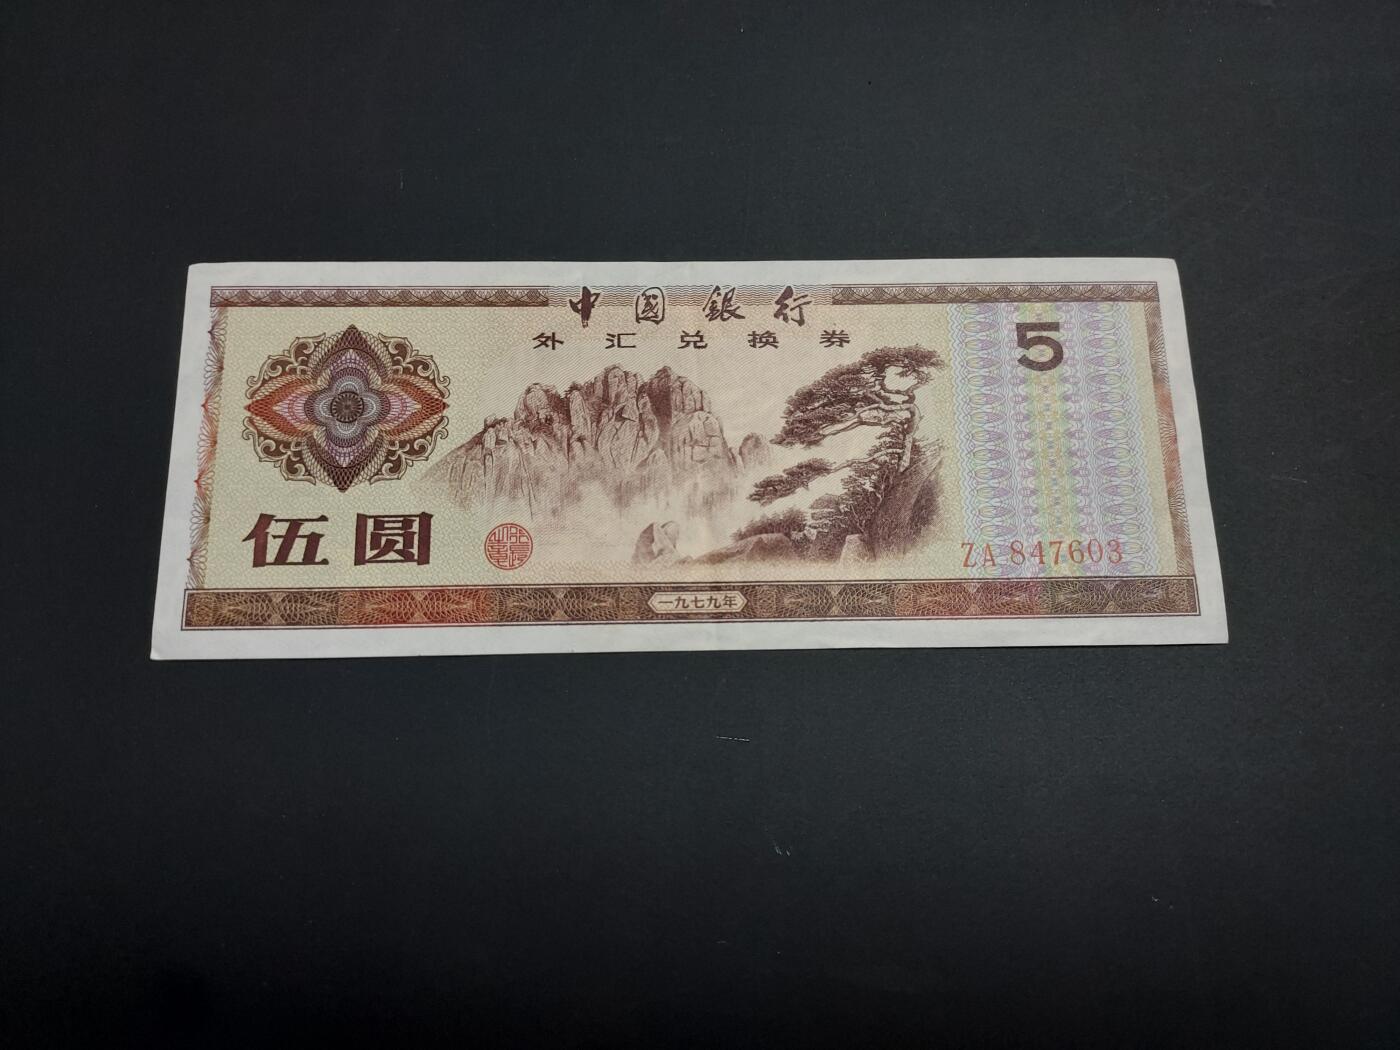 中國銀行
外汇兑换券
5
伍圆
ZA 847603
一九七九年